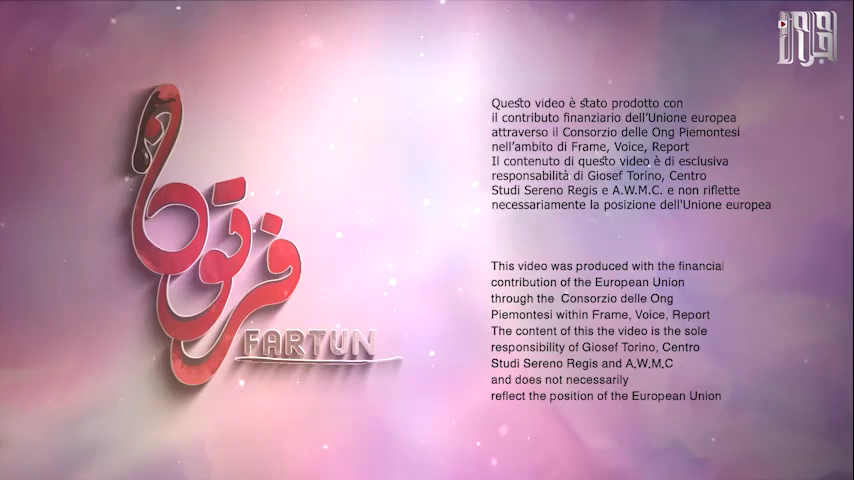 فرتون
FARTUN
Questo video è stato prodotto con
il contributo finanziario dell'Unione europea
attraverso il Consorzio delle Ong Piemontesi
nell'ambito di Frame, Voice, Report
Il contenuto di questo video è di esclusiva
responsabilità di Giosef Torino, Centro
Studi Sereno Regis e A.W.M.C. e non riflette
necessariamente la posizione dell'Unione europea
This video was produced with the financial
contribution of the European Union
through the Consorzio delle Ong
Piemontesi within Frame, Voice, Report
The content of this the video is the sole
responsibility of Giosef Torino, Centro
Studi Sereno Regis and A.W.M.C
and does not necessarily
reflect the position of the European Union